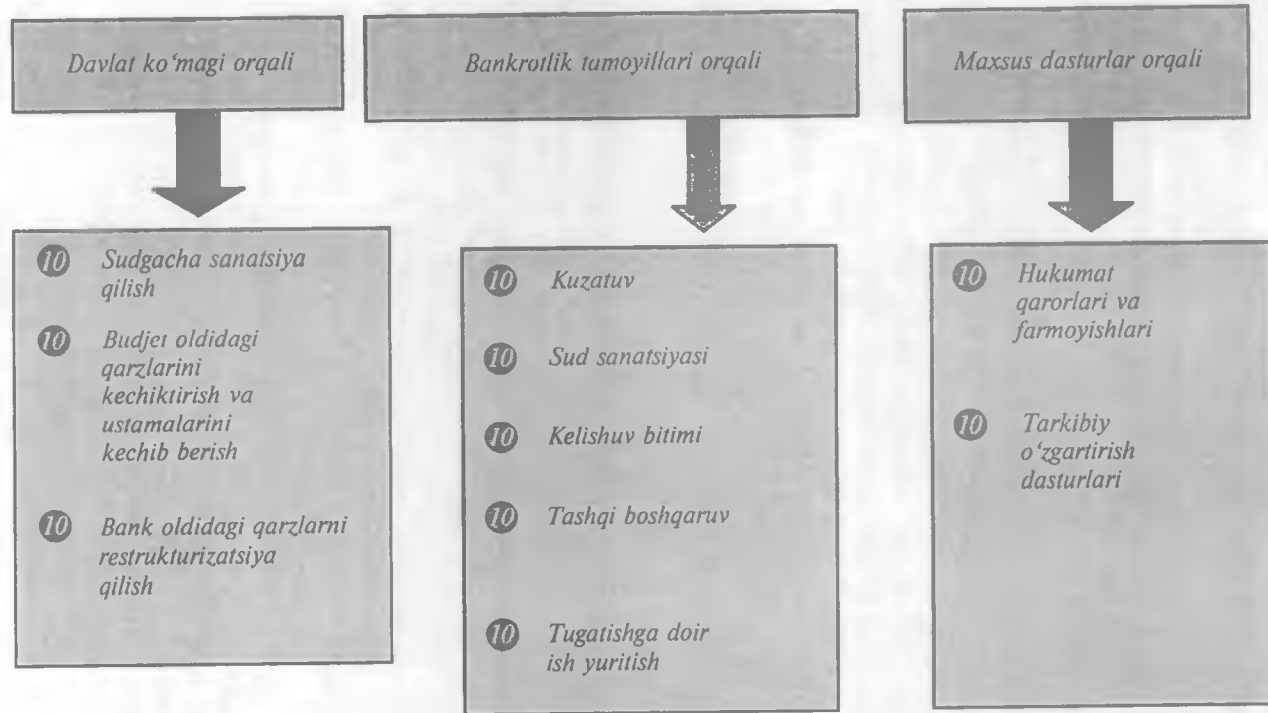 Davlat ko‘magi orqali
10 Sudgacha sanatsiya
qilish
10 Budjet oldidagi
qarzlarini
kechiktirish va
ustamalarini
kechib berish
10 Bank oldidagi qarzlarni
restrukturizatsiya
qilish
Bankrotlik tamoyillari orqali
10 Kuzatuv
10 Sud sanatsiyasi
10 Kelishuv bitimi
10 Tashqi boshqaruv
10 Tugatishga doir
ish yuritish
Maxsus dasturlar orqali
10 Hukumat
qarorlari va
farmoyishlari
10 Tarkibiy
o‘zgartirish
dasturlari